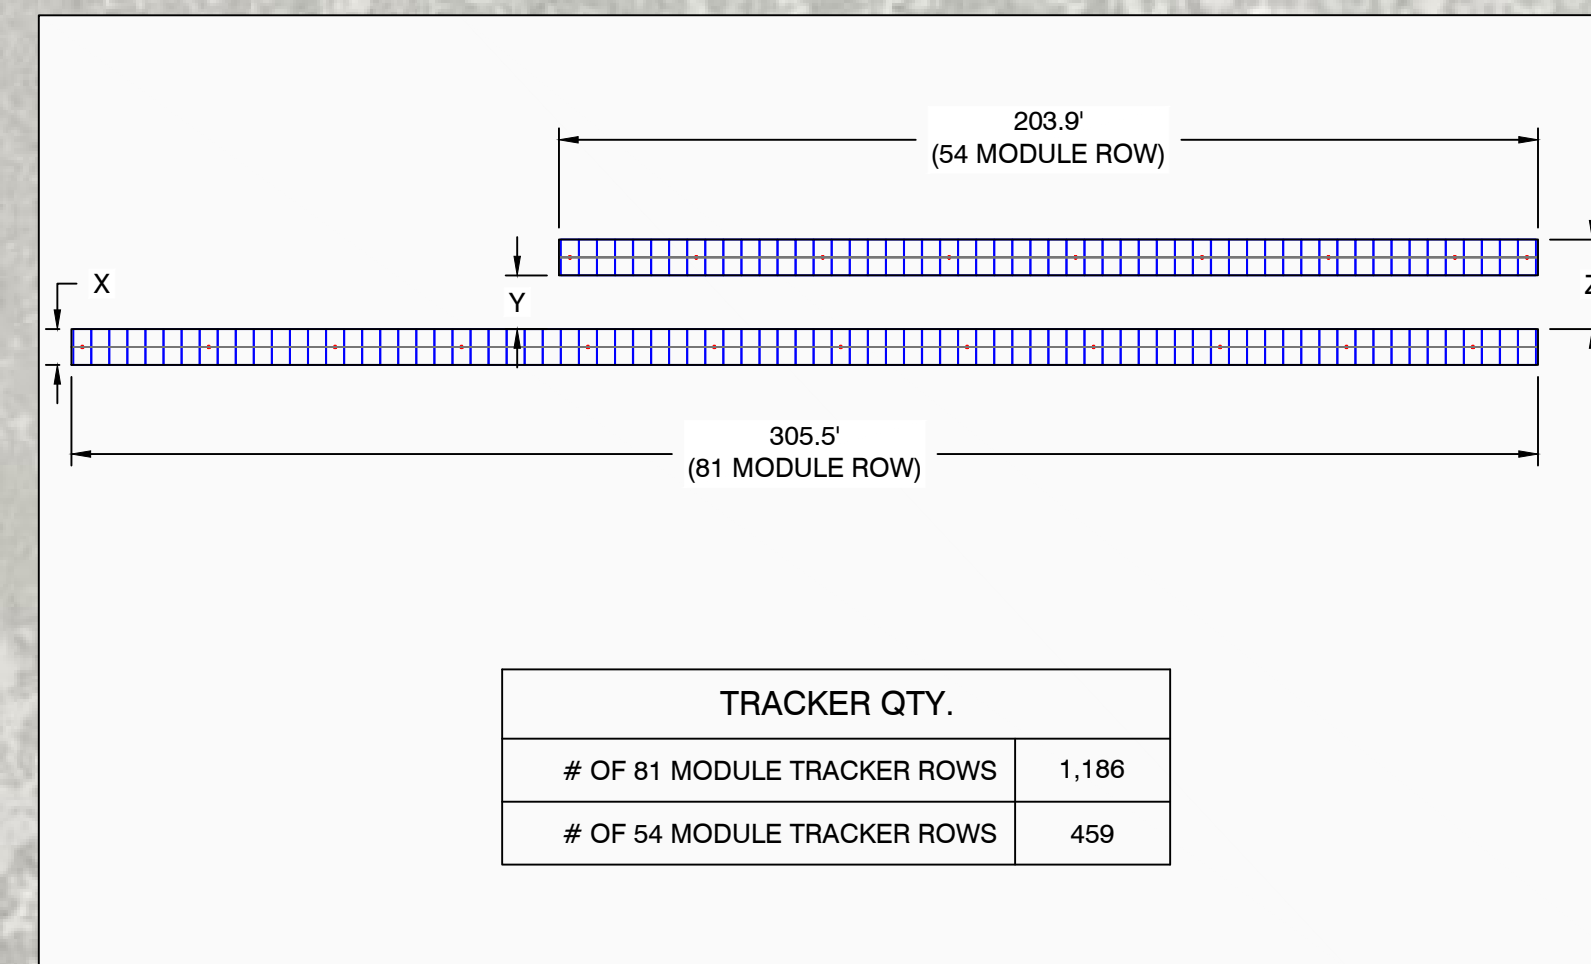 203.9'
(54 MODULE ROW)
X
Y
Z
305.5'
(81 MODULE ROW)
TRACKER QTY.
# OF 81 MODULE TRACKER ROWS 1,186
# OF 54 MODULE TRACKER ROWS 459